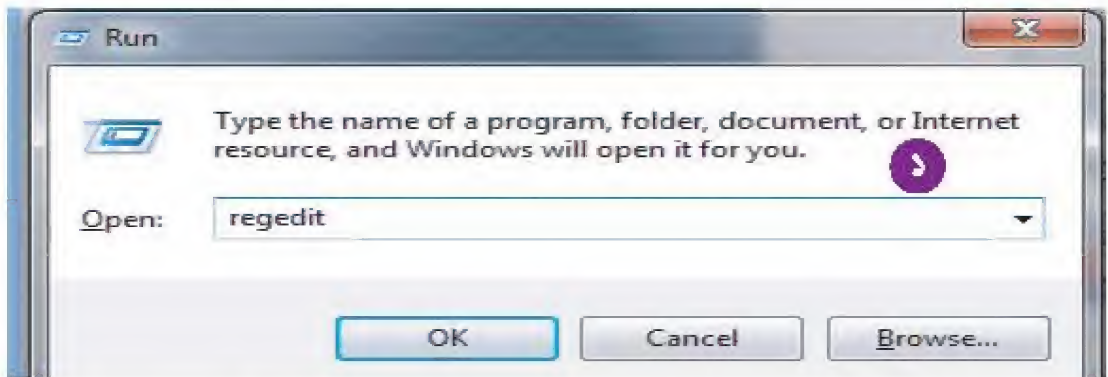 Run
Type the name of a program, folder, document, or Internet
resource, and Windows will open it for you.
Open: regedit
OK Cancel Browse...